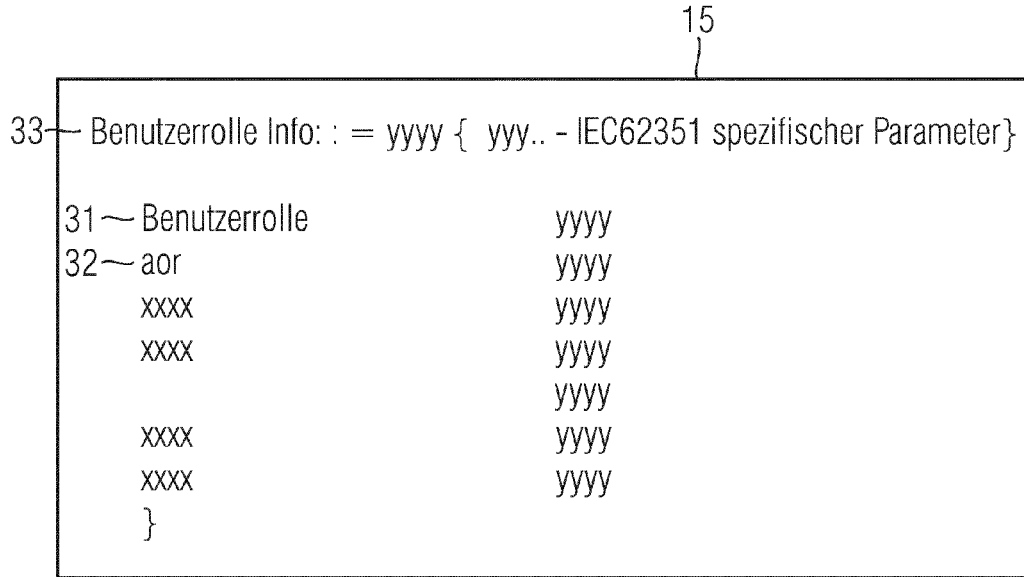 15
33 Benutzerrolle Info: : = yyyy { yyy.. - IEC62351 spezifischer Parameter}
31 Benutzerrolle yyyy
32 aor yyyy
xxxx yyyy
xxxx yyyy
yyyy
xxxx yyyy
xxxx yyyy
}